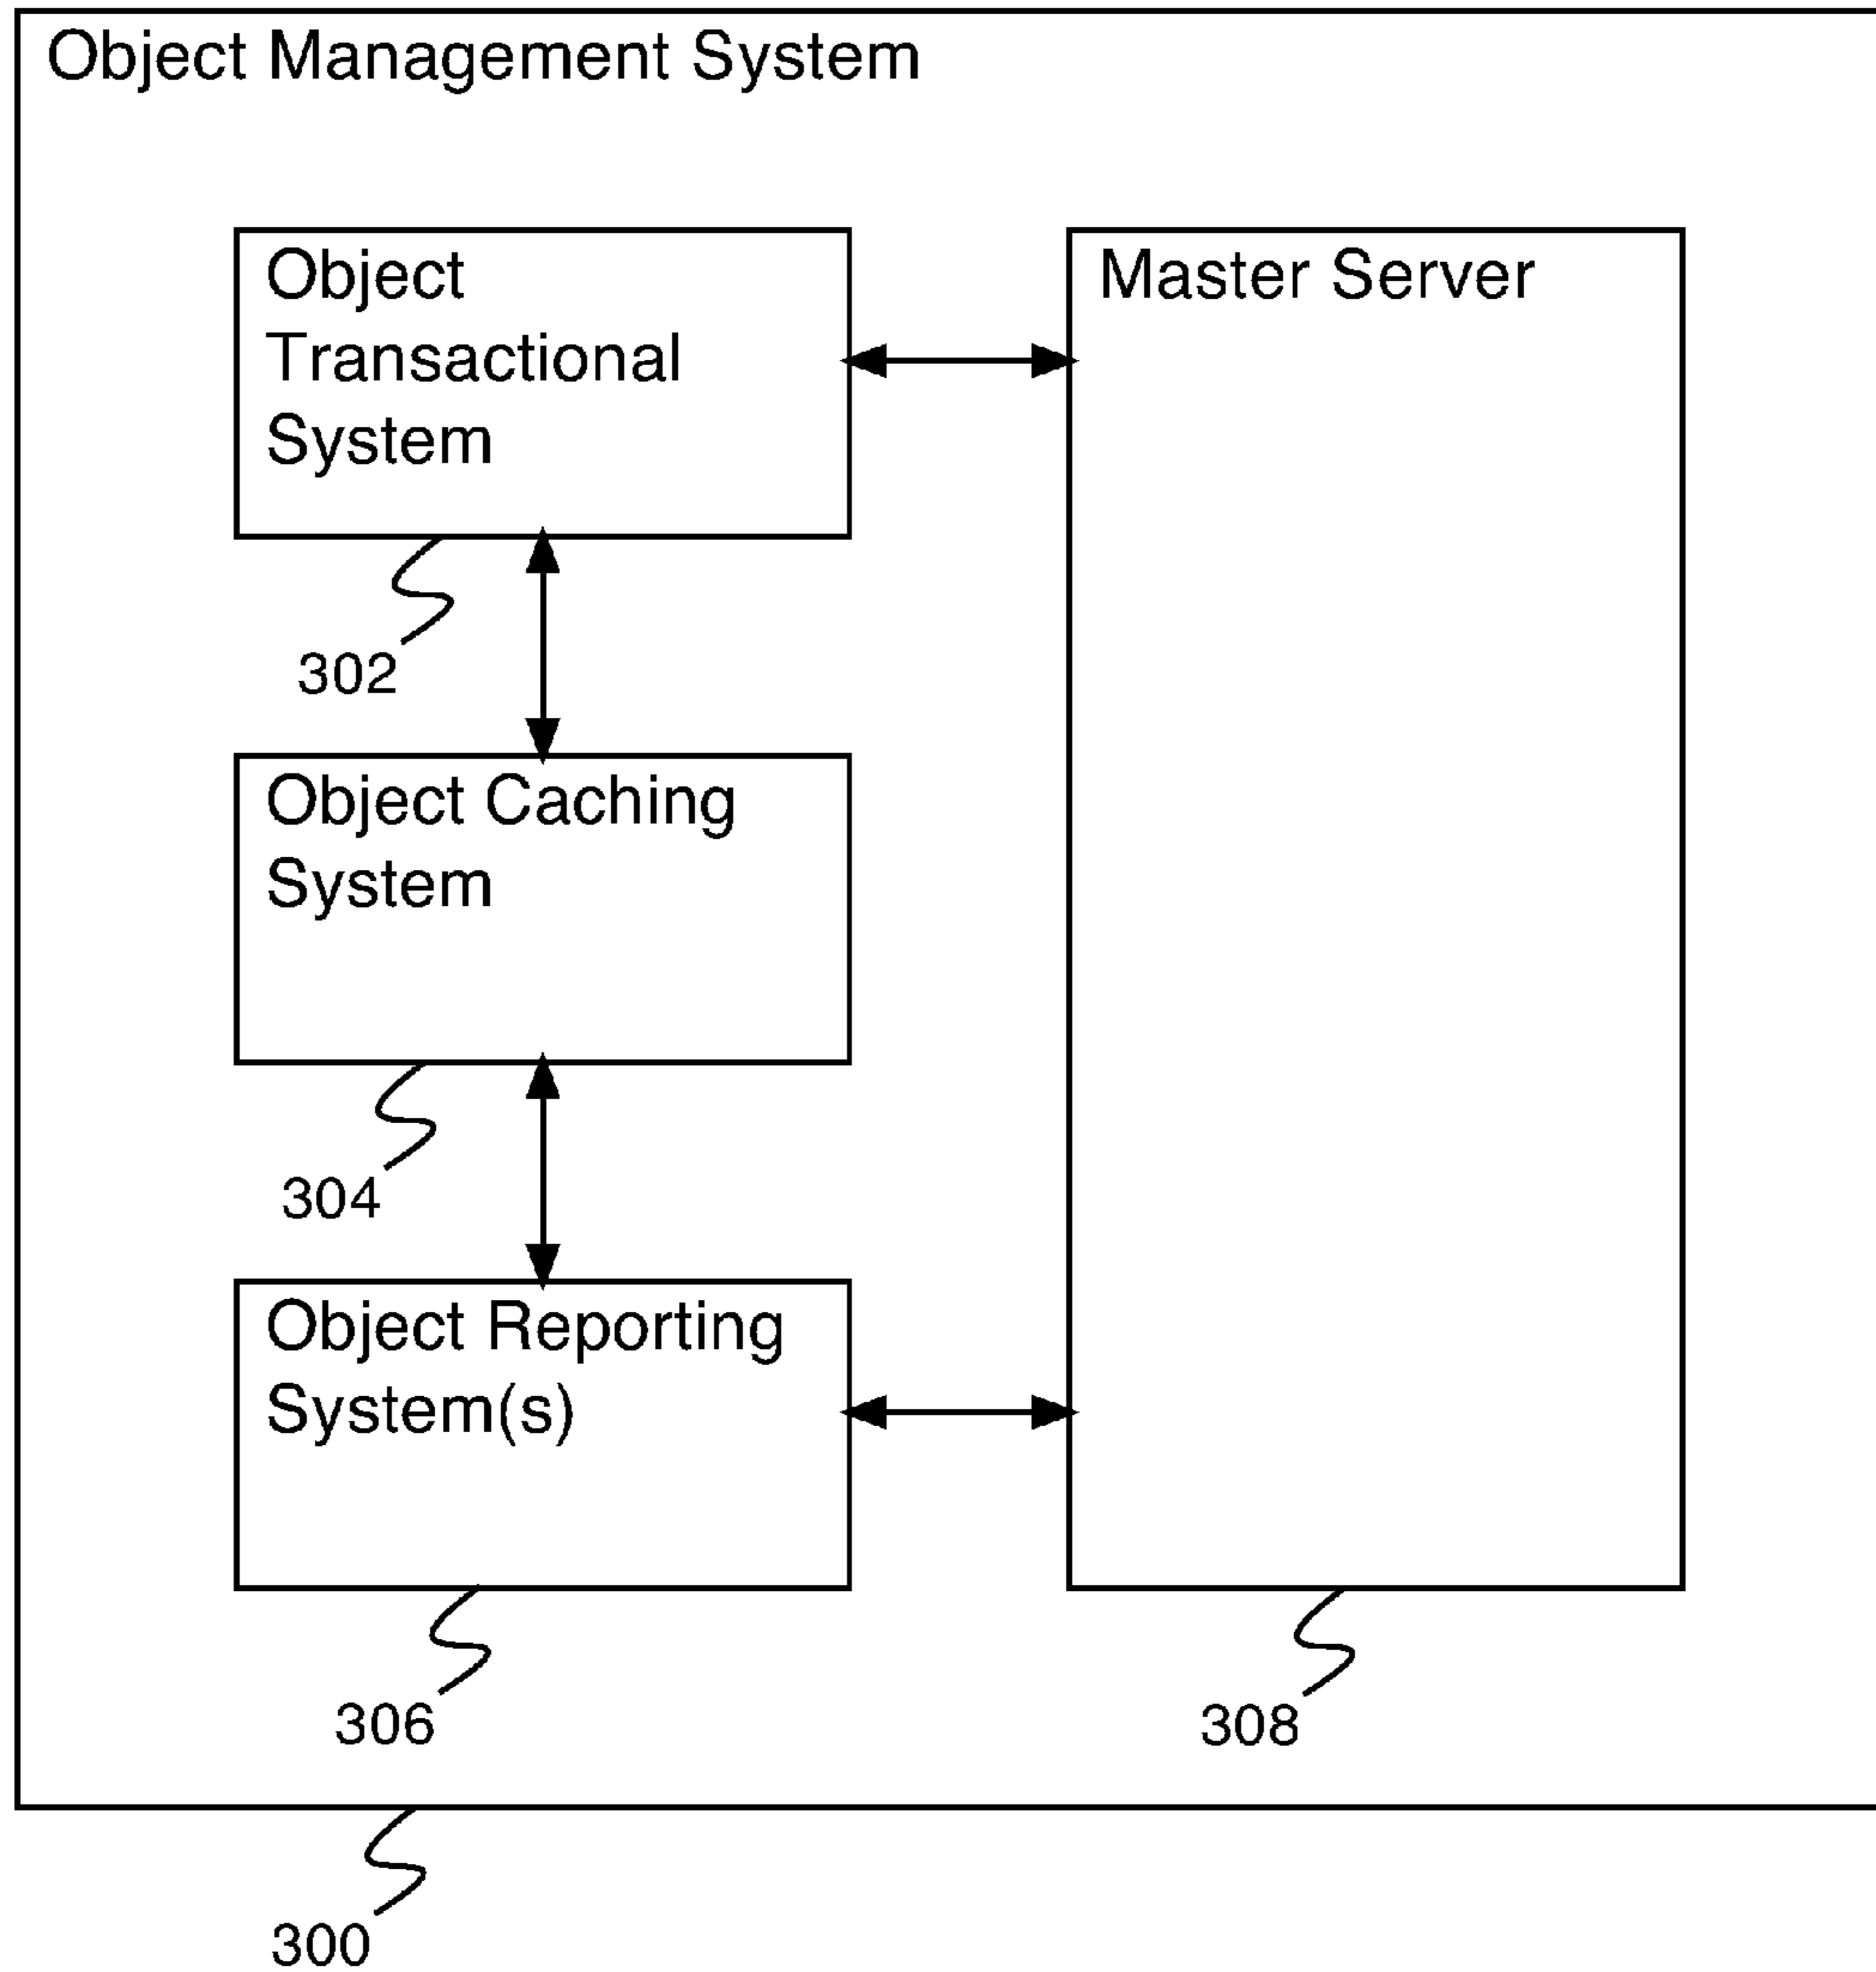 Object Management System
Object
Transactional
System
Master Server
302
Object Caching
System
304
Object Reporting
System(s)
306
308
300